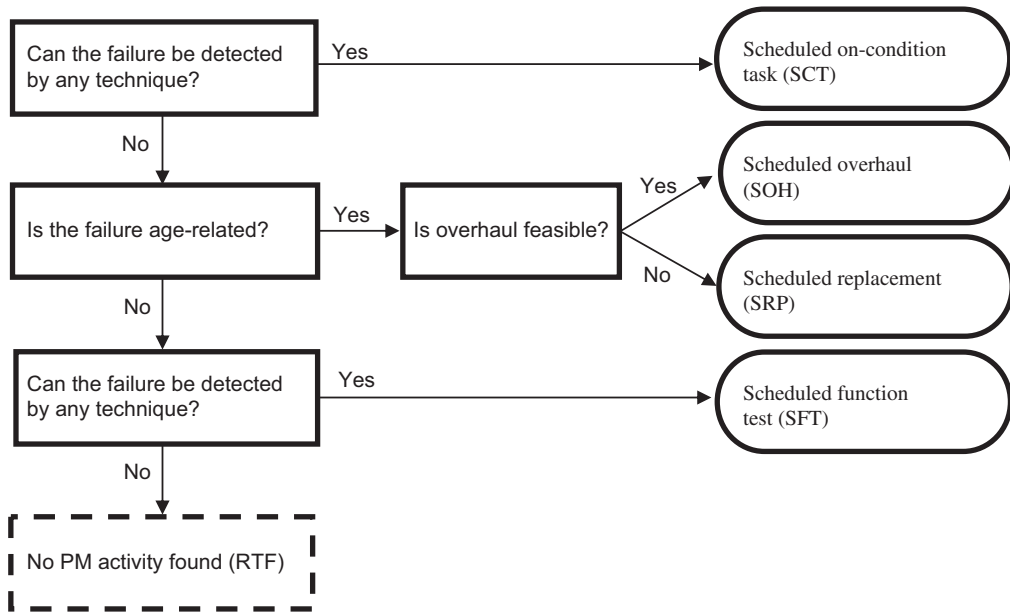 Can the failure be detected
by any technique?
Yes
Scheduled on-condition
task (SCT)
No
Is the failure age-related?
Yes
Is overhaul feasible?
Yes
Scheduled overhaul
(SOH)
No
Scheduled replacement
(SRP)
No
Can the failure be detected
by any technique?
Yes
Scheduled function
test (SFT)
No
No PM activity found (RTF)